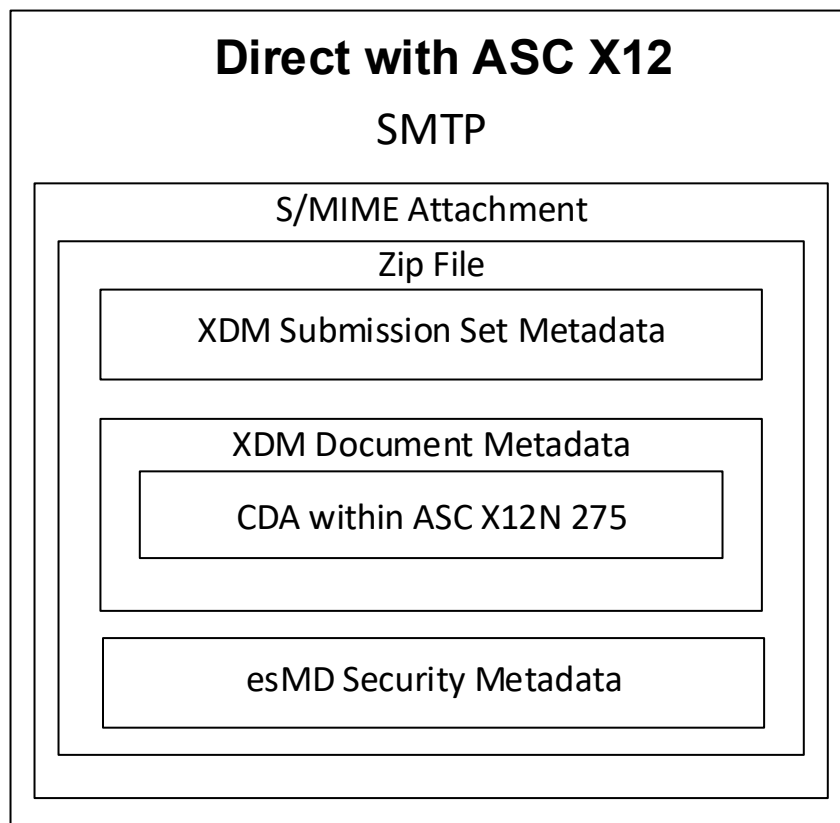 Direct with ASC X12
SMTP
S/MIME Attachment
Zip File
XDM Submission Set Metadata
XDM Document Metadata
CDA within ASC X12N 275
esMD Security Metadata